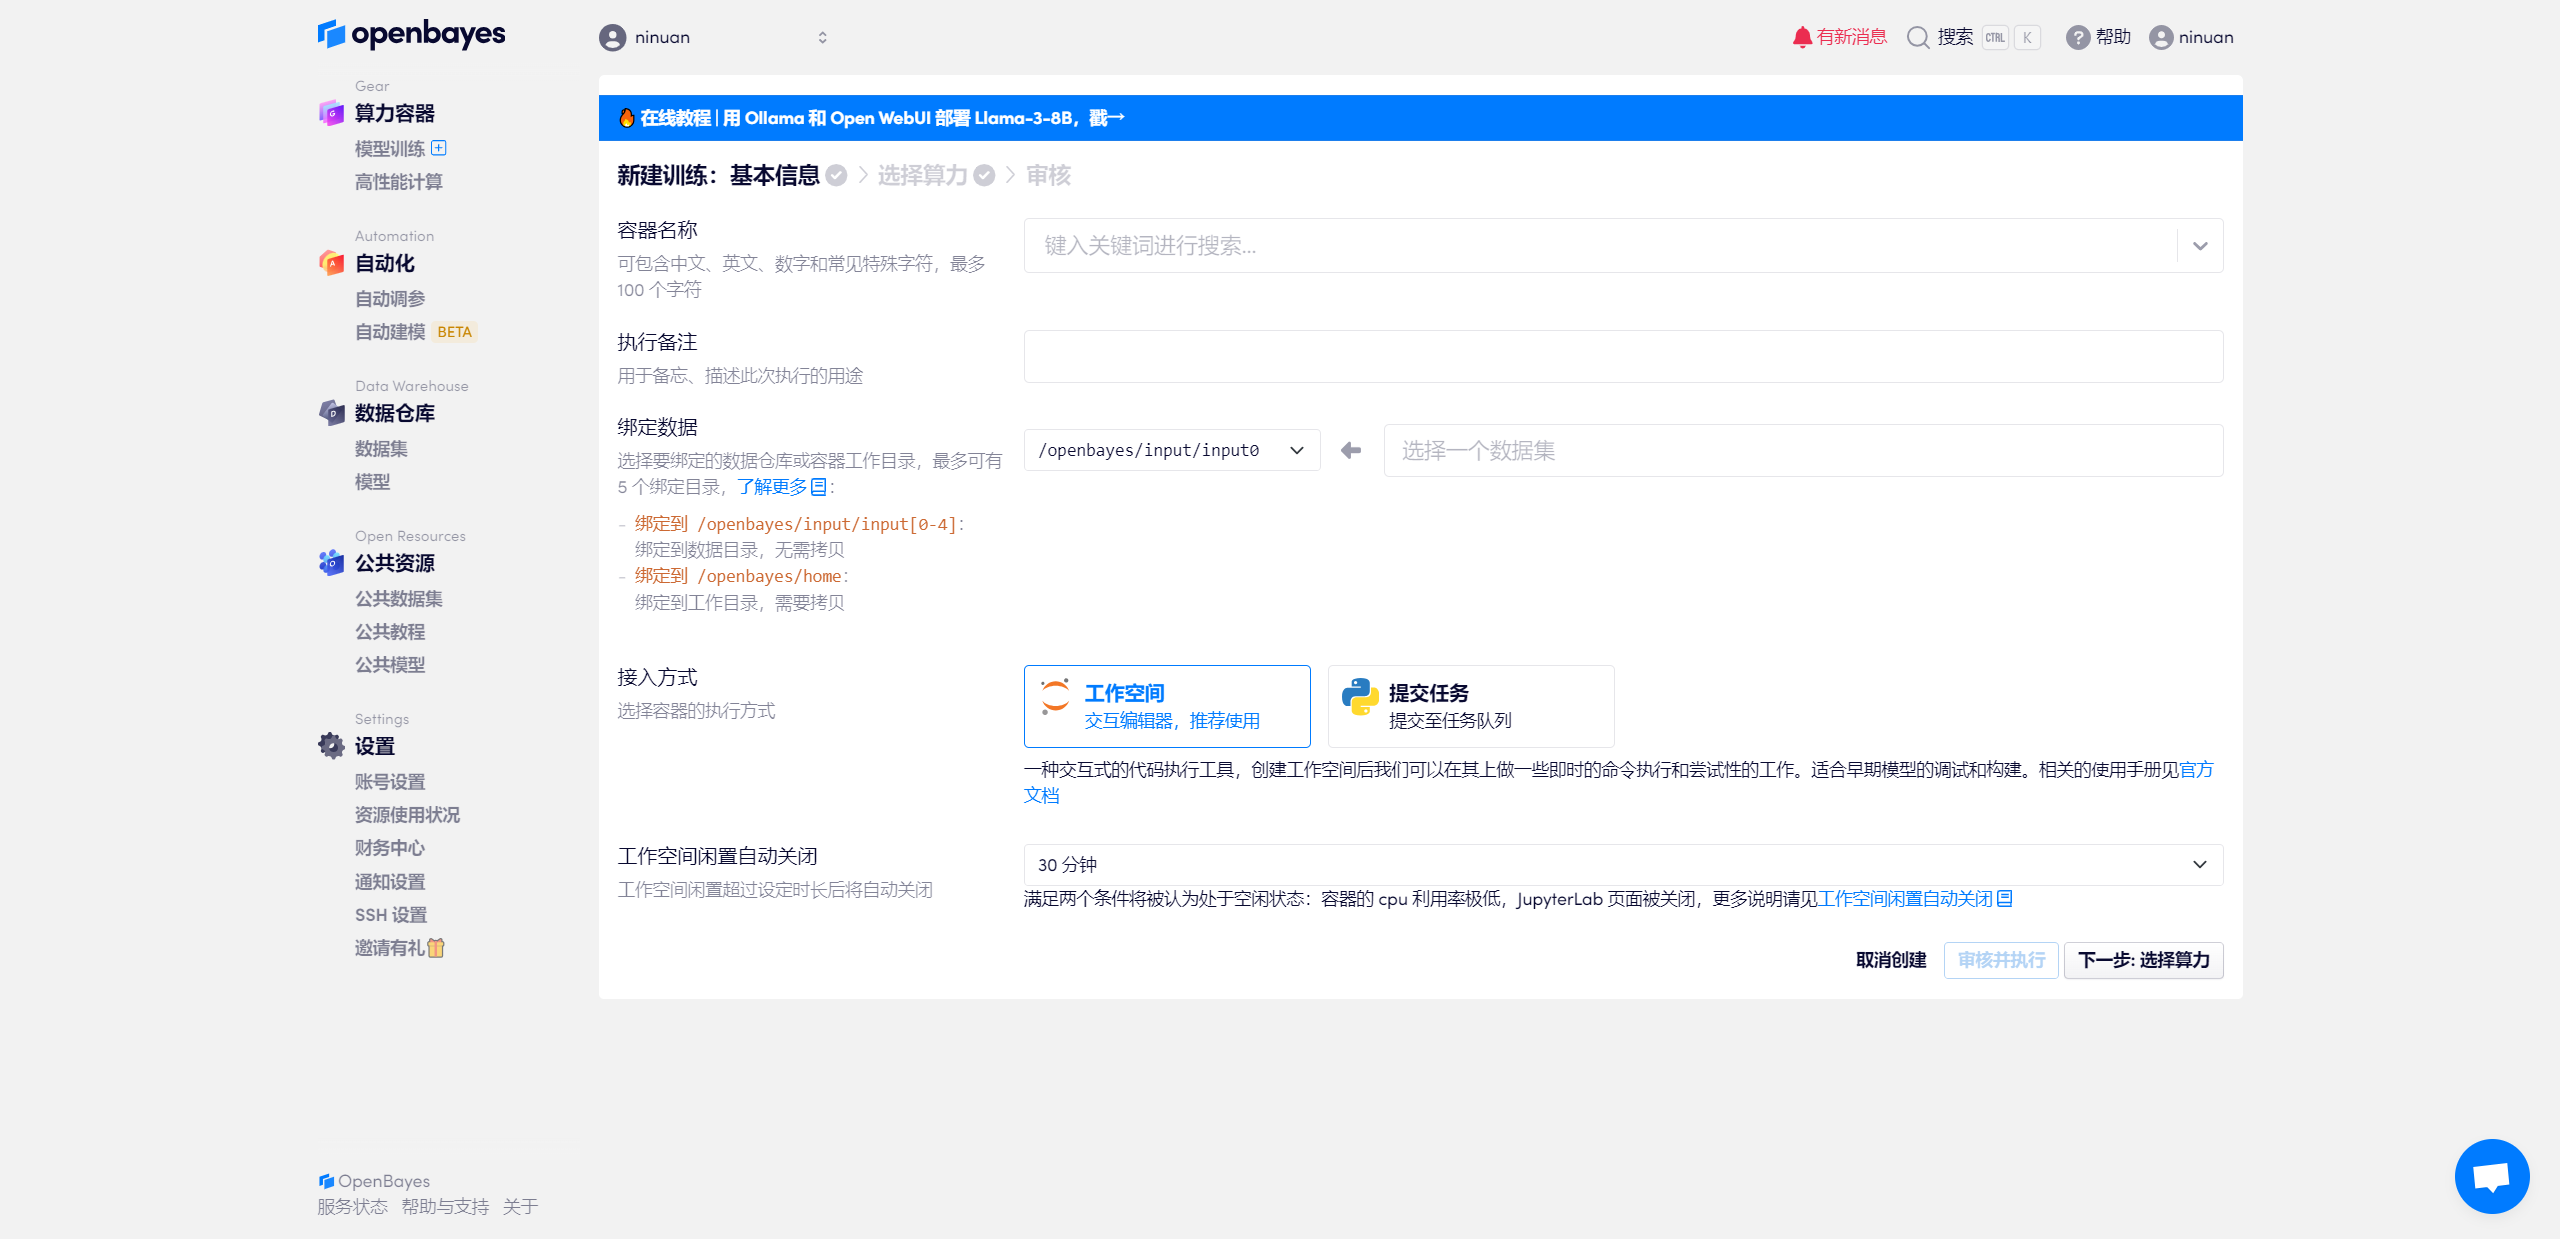 openbayes
ninuan
有新消息
搜索
CTRL
K
帮助
ninuan
Gear
算力容器
模型训练
高性能计算
Automation
自动化
自动调参
自动建模 BETA
Data Warehouse
数据仓库
数据集
模型
Open Resources
公共资源
公共数据集
公共教程
公共模型
Settings
设置
账号设置
资源使用状况
财务中心
通知设置
SSH 设置
邀请有礼
OpenBayes
服务状态 帮助与支持 关于
在线教程 | 用 Ollama 和 Open WebUI 部署 Llama-3-8B，戳→
新建训练：基本信息 > 选择算力 > 审核
容器名称
可包含中文、英文、数字和常见特殊字符，最多
100 个字符
键入关键词进行搜索...
执行备注
用于备忘、描述此次执行的用途
绑定数据
选择要绑定的数据仓库或容器工作目录，最多可有
5 个绑定目录，了解更多：
- 绑定到 /openbayes/input/input[0-4]：
绑定到数据目录，无需拷贝
- 绑定到 /openbayes/home：
绑定到工作目录，需要拷贝
/openbayes/input/input0
选择一个数据集
接入方式
选择容器的执行方式
工作空间
交互编辑器，推荐使用
提交任务
提交至任务队列
一种交互式的代码执行工具，创建工作空间后我们可以在其上做一些即时的命令执行和尝试性的工作。适合早期模型的调试和构建。相关的使用手册见官方
文档
工作空间闲置自动关闭
工作空间闲置超过设定时长后将自动关闭
30 分钟
满足两个条件将被认为处于空闲状态：容器的 cpu 利用率极低，JupyterLab 页面被关闭，更多说明请见工作空间闲置自动关闭
取消创建
审核并执行
下一步: 选择算力